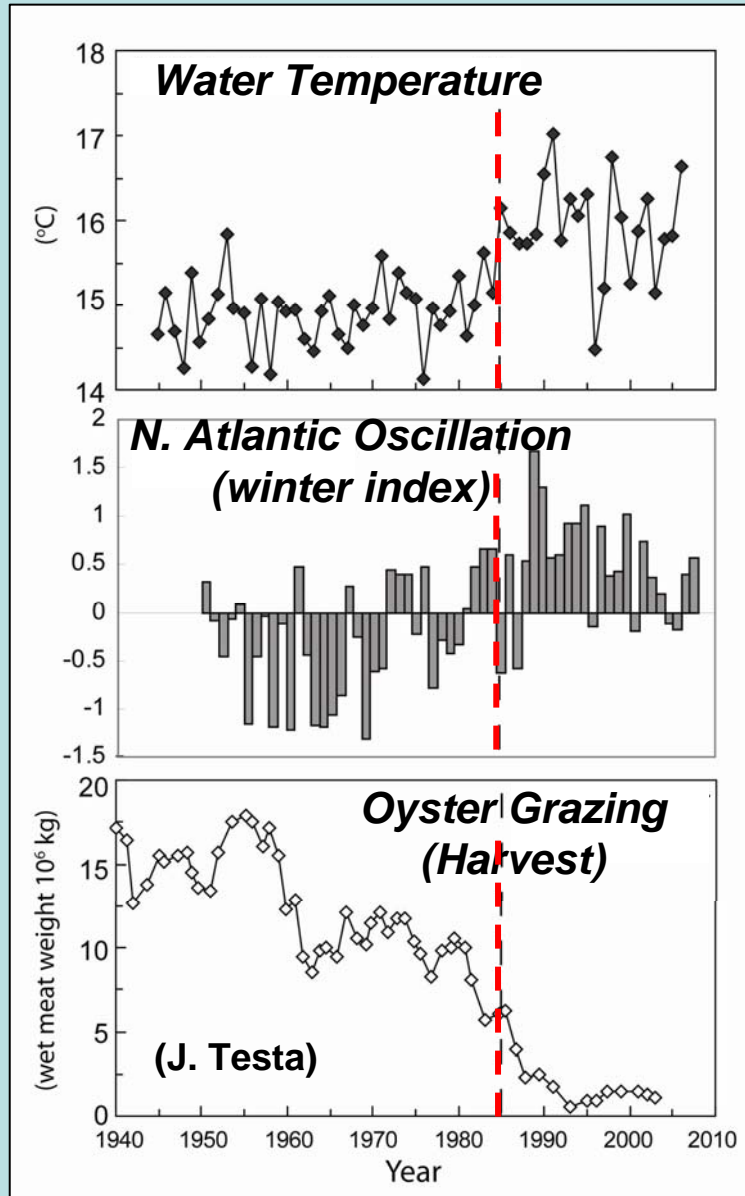 Water Temperature
18
17
16
15
14
(°C)
N. Atlantic Oscillation
(winter index)
2
1.5
1
0.5
0
-0.5
-1
-1.5
Oyster Grazing
(Harvest)
20
15
10
5
0
(wet meat weight 10⁶ kg)
(J. Testa)
1940 1950 1960 1970 1980 1990 2000 2010
Year